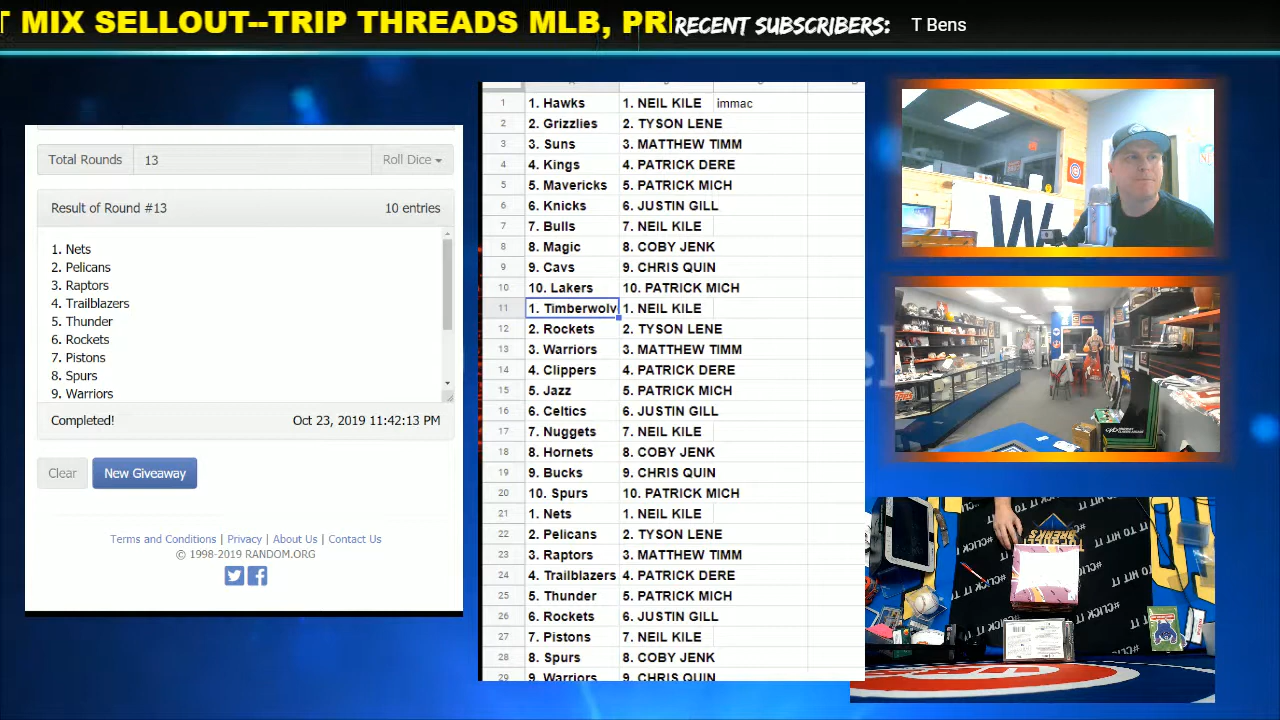 T MIX SELLOUT--TRIP THREADS MLB, PRI
RECENT SUBSCRIBERS: T Bens
Total Rounds 13 Roll Dice
Result of Round #13 10 entries
1. Nets
2. Pelicans
3. Raptors
4. Trailblazers
5. Thunder
6. Rockets
7. Pistons
8. Spurs
9. Warriors
Completed! Oct 23, 2019 11:42:13 PM
Clear New Giveaway
Terms and Conditions | Privacy | About Us | Contact Us
© 1998-2019 RANDOM.ORG
1 1. Hawks 1. NEIL KILE immac
2 2. Grizzlies 2. TYSON LENE
3 3. Suns 3. MATTHEW TIMM
4 4. Kings 4. PATRICK DERE
5 5. Mavericks 5. PATRICK MICH
6 6. Knicks 6. JUSTIN GILL
7 7. Bulls 7. NEIL KILE
8 8. Magic 8. COBY JENK
9 9. Cavs 9. CHRIS QUIN
10 10. Lakers 10. PATRICK MICH
11 1. Timberwolv 1. NEIL KILE
12 2. Rockets 2. TYSON LENE
13 3. Warriors 3. MATTHEW TIMM
14 4. Clippers 4. PATRICK DERE
15 5. Jazz 5. PATRICK MICH
16 6. Celtics 6. JUSTIN GILL
17 7. Nuggets 7. NEIL KILE
18 8. Hornets 8. COBY JENK
19 9. Bucks 9. CHRIS QUIN
20 10. Spurs 10. PATRICK MICH
21 1. Nets 1. NEIL KILE
22 2. Pelicans 2. TYSON LENE
23 3. Raptors 3. MATTHEW TIMM
24 4. Trailblazers 4. PATRICK DERE
25 5. Thunder 5. PATRICK MICH
26 6. Rockets 6. JUSTIN GILL
27 7. Pistons 7. NEIL KILE
28 8. Spurs 8. COBY JENK
29 9. Warriors 9. CHRIS QUIN
W
#CLICK IT